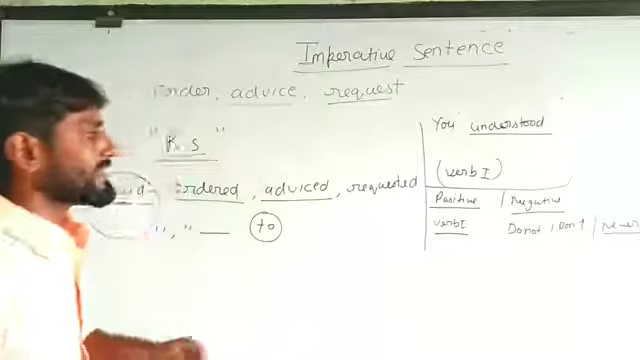 Imperative Sentence
order, advice, request
" R. S "
ordered, adviced, requested
"," — to
You understood
(verb I)
Positive / Negative
verb I Do not / Don't / Never